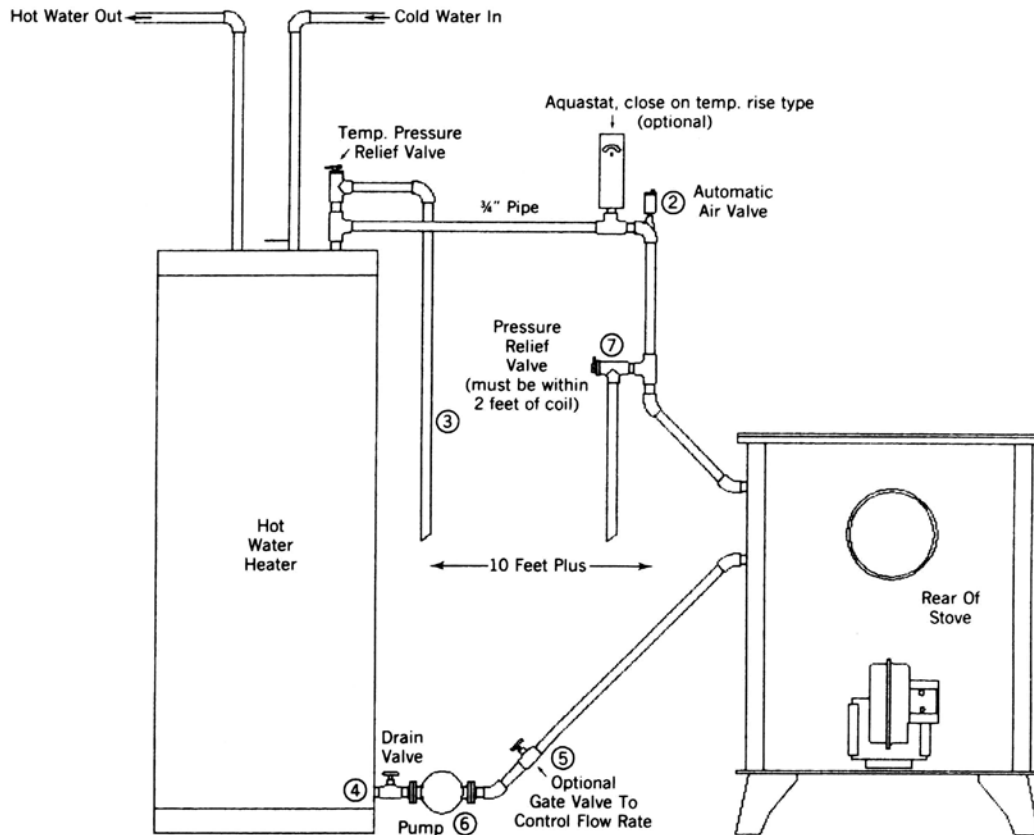 Hot Water Out
Cold Water In
Aquastat, close on temp. rise type
(optional)
Temp. Pressure
Relief Valve
¾" Pipe
② Automatic
Air Valve
Pressure
Relief
Valve
(must be within
2 feet of coil)
⑦
③
Hot
Water
Heater
10 Feet Plus
Rear Of
Stove
Drain
Valve
④
⑤
Optional
Gate Valve To
Control Flow Rate
Pump ⑥